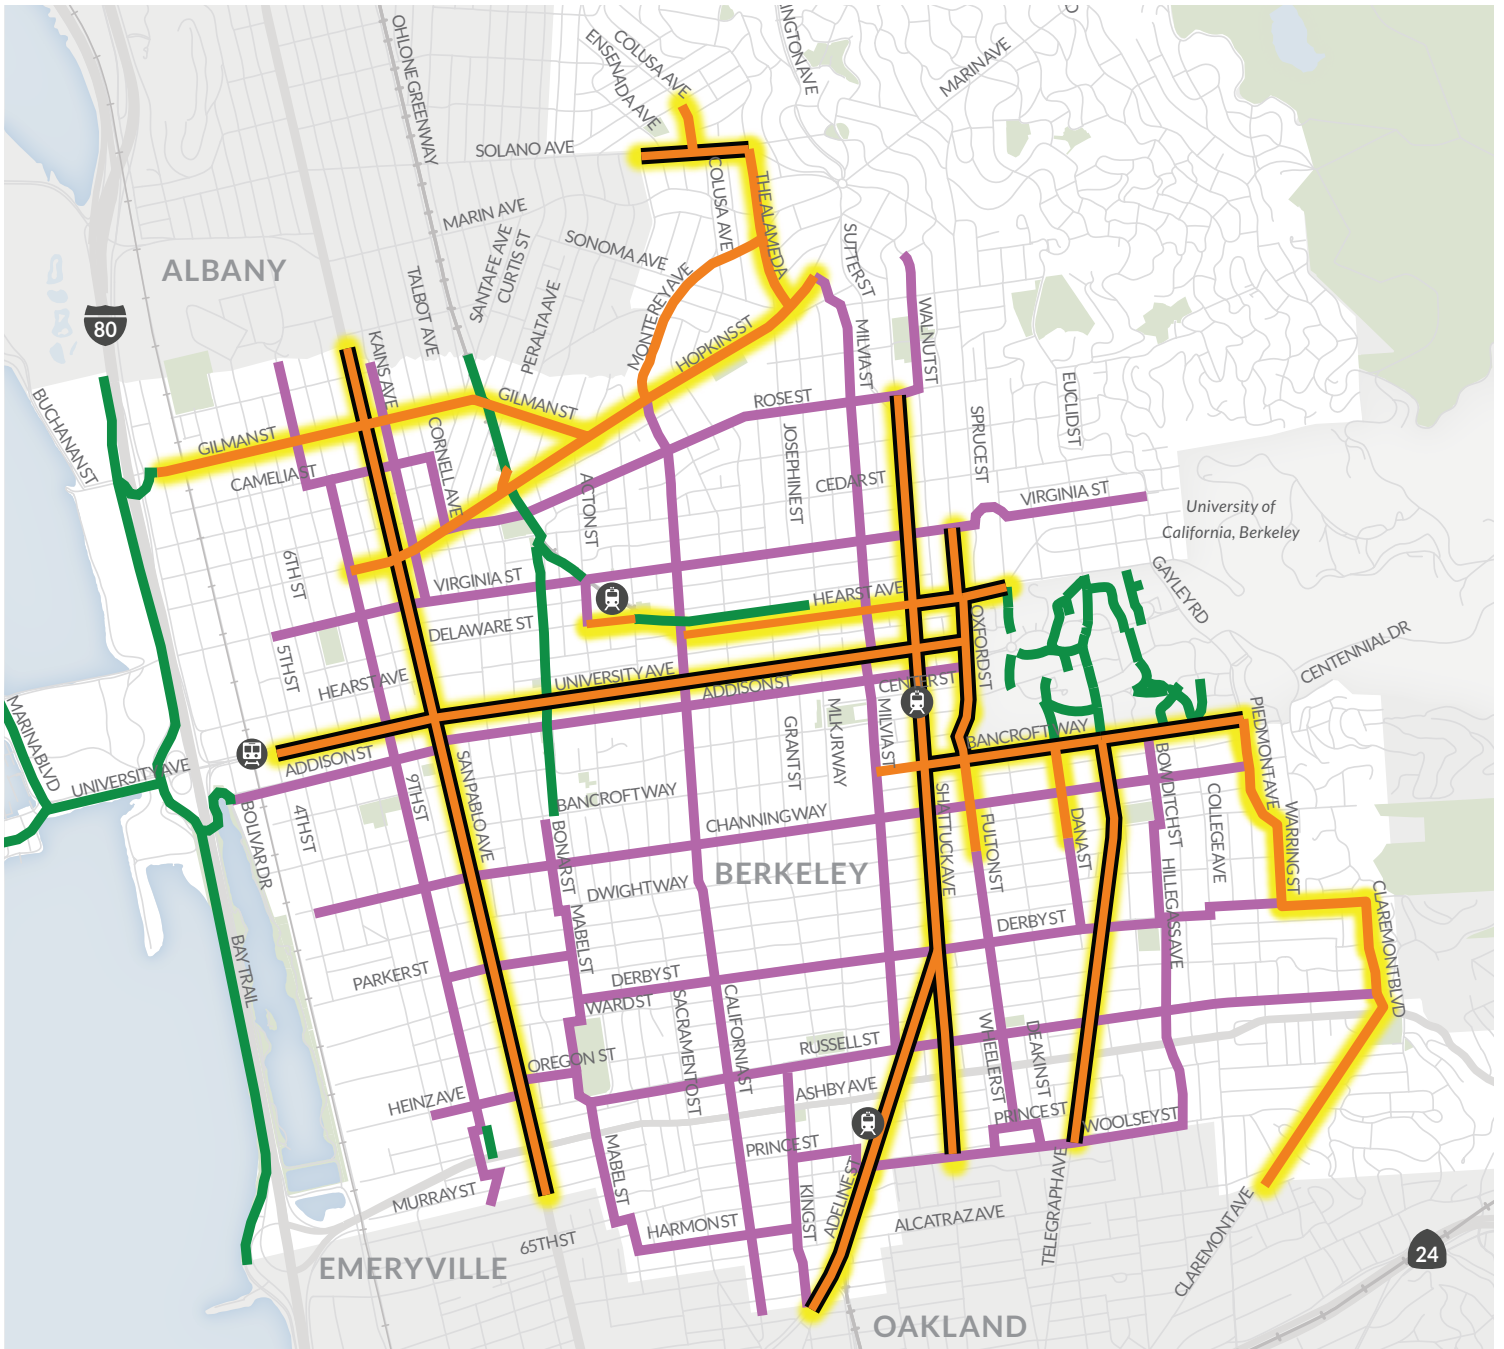 OHLONE GREENWAY
COLUSA AVE
ENSENADA AVE
INGTON AVE
MARIN AVE
SOLANO AVE
COLUSA AVE
THE ALAMEDA
MARIN AVE
SANTA FE AVE
CURTIS ST
SONOMA AVE
SUTTER ST
ALBANY
TALBOT AVE
PERALTA AVE
MONTEREY AVE
HOPKINS ST
80
KAINS AVE
MILVIA ST
WALNUT ST
BUCHANAN ST
GILMAN ST
GILMAN ST
ROSE ST
EUCLID ST
SPRUCE ST
CORNELL AVE
CAMELIA ST
ACTON ST
JOSEPHINE ST
CEDAR ST
VIRGINIA ST
University of
California, Berkeley
6TH ST
VIRGINIA ST
HEARST AVE
GAYLEY RD
DELAWARE ST
OXFORD ST
CENTENNIAL DR
5TH ST
HEARST AVE
UNIVERSITY AVE
ADDISON ST
CENTER ST
MARINA BLVD
GRANT ST
MLK JR WAY
MILVIA ST
BANCROFT WAY
PIEDMONT AVE
UNIVERSITY AVE
ADDISON ST
SAN PABLO AVE
BOWDITCH ST
BOLIVAR DR
4TH ST
9TH ST
BANCROFT WAY
CHANNING WAY
SHATTUCK AVE
FULTON ST
DANA ST
COLLEGE AVE
WARRING ST
BONAR ST
BERKELEY
DWIGHT WAY
HILLEGASS AVE
CLAREMONT BLVD
MABEL ST
DERBY ST
BAY TRAIL
PARKER ST
DERBY ST
WARD ST
SACRAMENTO ST
CALIFORNIA ST
WHEELER ST
DEAKIN ST
RUSSELL ST
OREGON ST
ASHBY AVE
HEINZ AVE
PRINCE ST
WOOLSEY ST
PRINCE ST
MABEL ST
KING ST
ADELINE ST
TELEGRAPH AVE
MURRAY ST
HARMON ST
ALCATRAZ AVE
CLAREMONT AVE
65TH ST
24
EMERYVILLE
OAKLAND